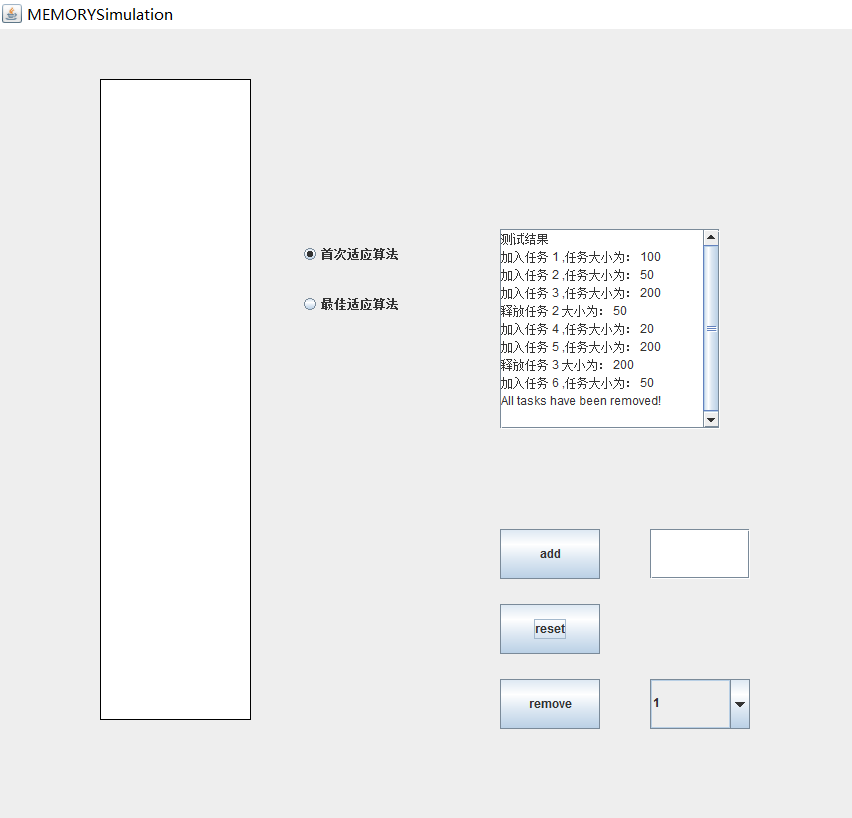 MEMORYSimulation
首次适应算法
最佳适应算法
测试结果
加入任务 1 ,任务大小为： 100
加入任务 2 ,任务大小为： 50
加入任务 3 ,任务大小为： 200
释放任务 2 大小为： 50
加入任务 4 ,任务大小为： 20
加入任务 5 ,任务大小为： 200
释放任务 3 大小为： 200
加入任务 6 ,任务大小为： 50
All tasks have been removed!
add
reset
remove
1